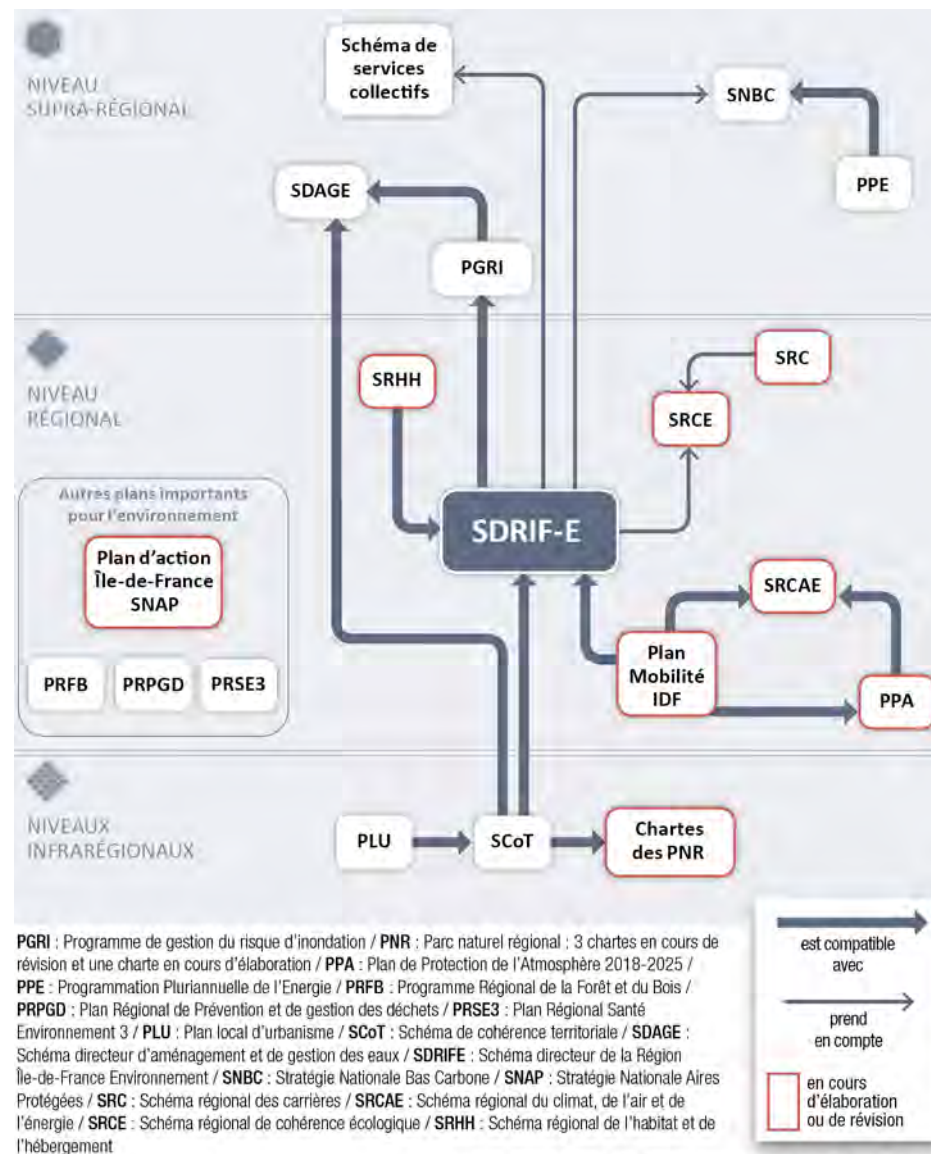 NIVEAU
SUPRA-RÉGIONAL
Schéma de
services
collectifs
SNBC
PPE
SDAGE
PGRI
NIVEAU
RÉGIONAL
SRHH
SRC
SRCE
SDRIF-E
Autres plans importants
pour l'environnement
Plan d'action
Île-de-France
SNAP
PRFB
PRPGD
PRSE3
SRCAE
Plan
Mobilité
IDF
PPA
NIVEAUX
INFRARÉGIONAUX
PLU
SCoT
Chartes
des PNR
PGRI : Programme de gestion du risque d'inondation / PNR : Parc naturel régional : 3 chartes en cours de
révision et une charte en cours d'élaboration / PPA : Plan de Protection de l'Atmosphère 2018-2025 /
PPE : Programmation Pluriannuelle de l'Energie / PRFB : Programme Régional de la Forêt et du Bois /
PRPGD : Plan Régional de Prévention et de gestion des déchets / PRSE3 : Plan Régional Santé
Environnement 3 / PLU : Plan local d'urbanisme / SCoT : Schéma de cohérence territoriale / SDAGE :
Schéma directeur d'aménagement et de gestion des eaux / SDRIFE : Schéma directeur de la Région
Île-de-France Environnement / SNBC : Stratégie Nationale Bas Carbone / SNAP : Stratégie Nationale Aires
Protégées / SRC : Schéma régional des carrières / SRCAE : Schéma régional du climat, de l'air et de
l'énergie / SRCE : Schéma régional de cohérence écologique / SRHH : Schéma régional de l'habitat et de
l'hébergement
est compatible
avec
prend
en compte
en cours
d'élaboration
ou de révision